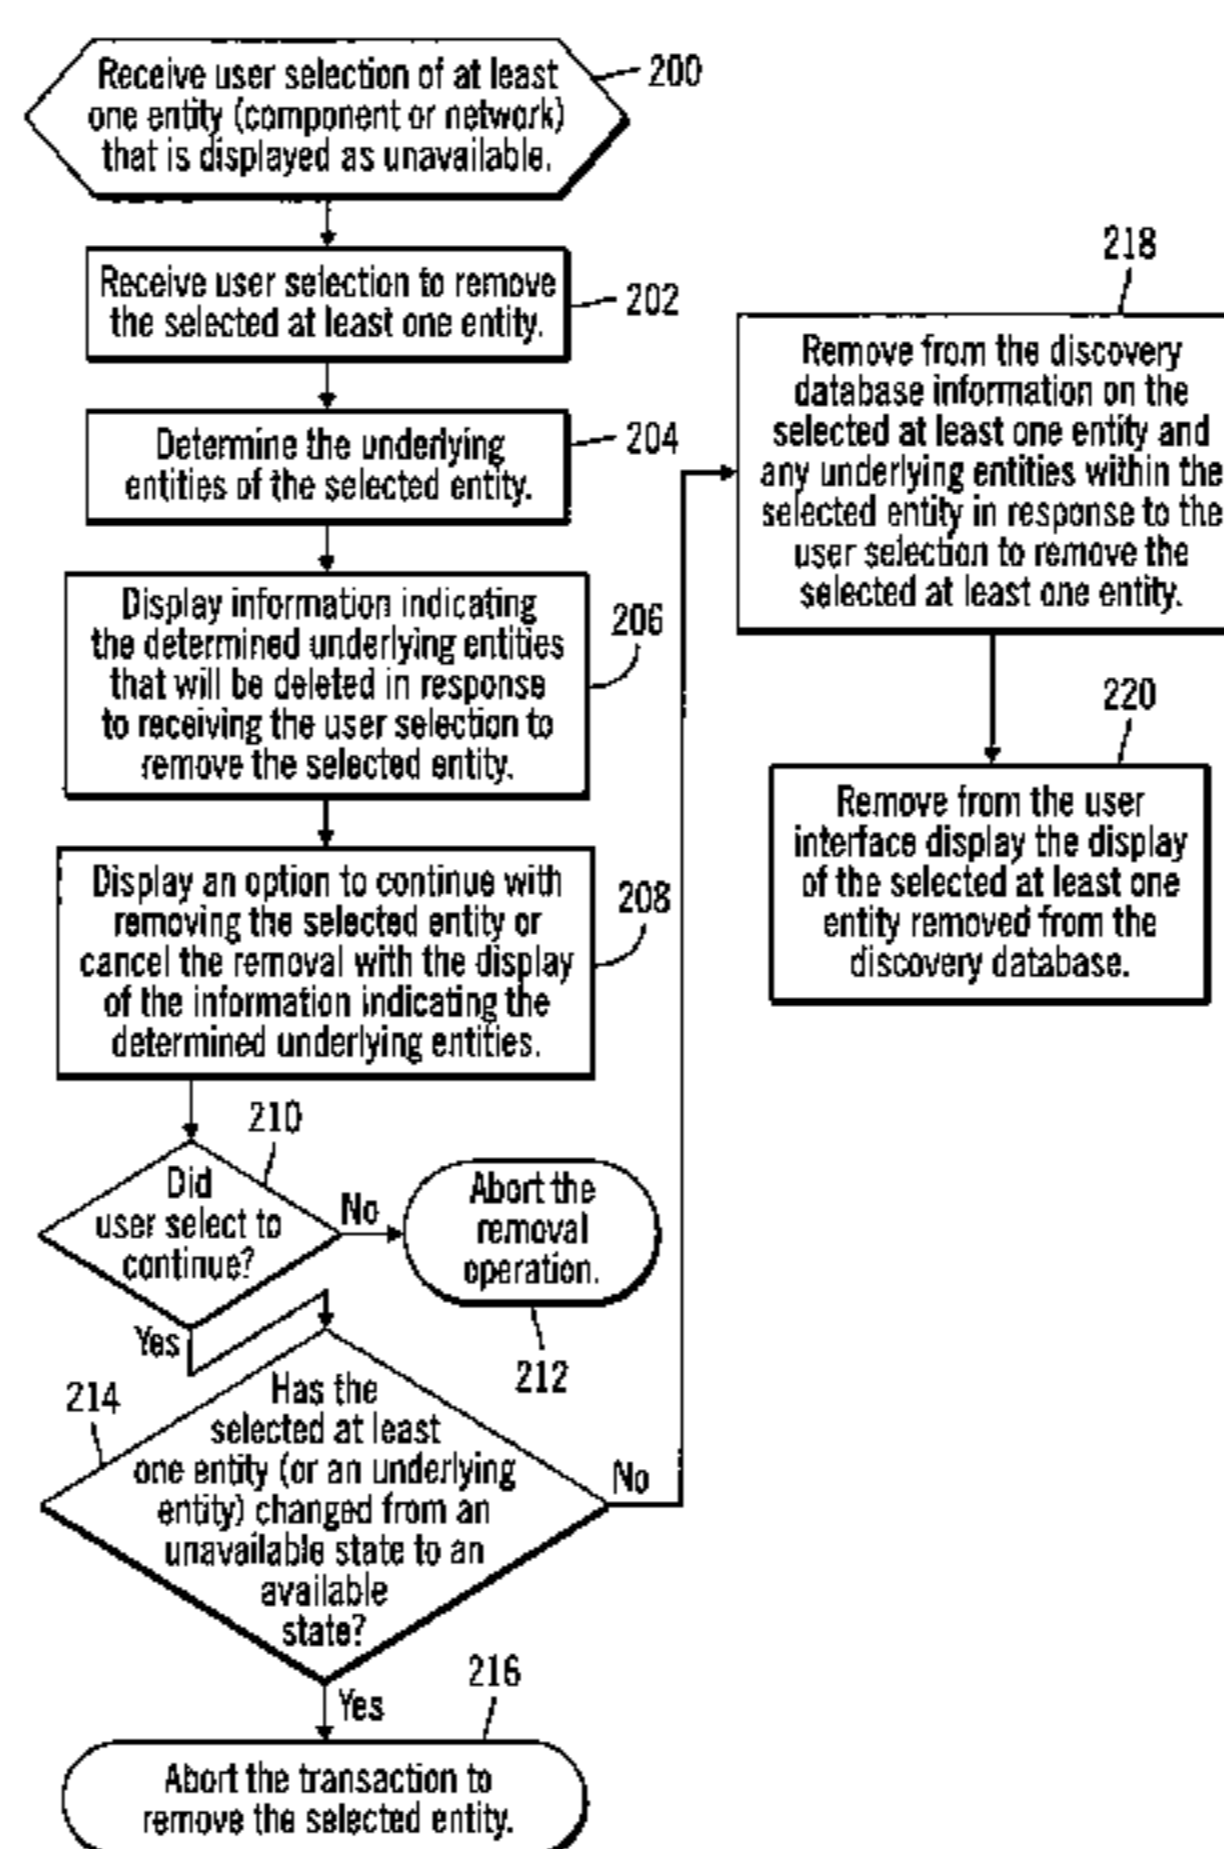 Receive user selection of at least
one entity (component or network)
that is displayed as unavailable.
200
Receive user selection to remove
the selected at least one entity.
202
Determine the underlying
entities of the selected entity.
204
Display information indicating
the determined underlying entities
that will be deleted in response
to receiving the user selection to
remove the selected entity.
206
Display an option to continue with
removing the selected entity or
cancel the removal with the display
of the information indicating the
determined underlying entities.
208
210
Did
user select to
continue?
No
Abort the
removal
operation.
212
Yes
214
Has the
selected at least
one entity (or an underlying
entity) changed from an
unavailable state to an
available
state?
No
Yes
216
Abort the transaction to
remove the selected entity.
218
Remove from the discovery
database information on the
selected at least one entity and
any underlying entities within the
selected entity in response to the
user selection to remove the
selected at least one entity.
220
Remove from the user
interface display the display
of the selected at least one
entity removed from the
discovery database.